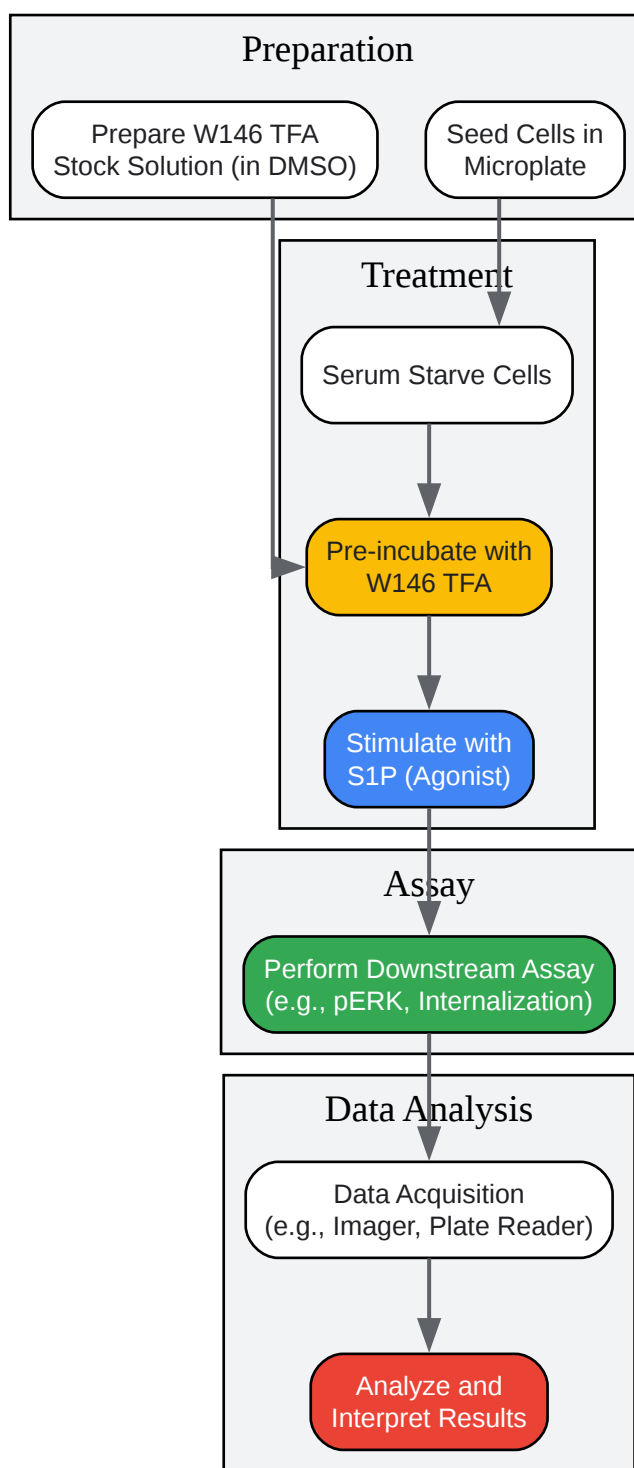 Preparation
Prepare W146 TFA
Stock Solution (in DMSO)
Seed Cells in
Microplate
Treatment
Serum Starve Cells
Pre-incubate with
W146 TFA
Stimulate with
S1P (Agonist)
Assay
Perform Downstream Assay
(e.g., pERK, Internalization)
Data Analysis
Data Acquisition
(e.g., Imager, Plate Reader)
Analyze and
Interpret Results